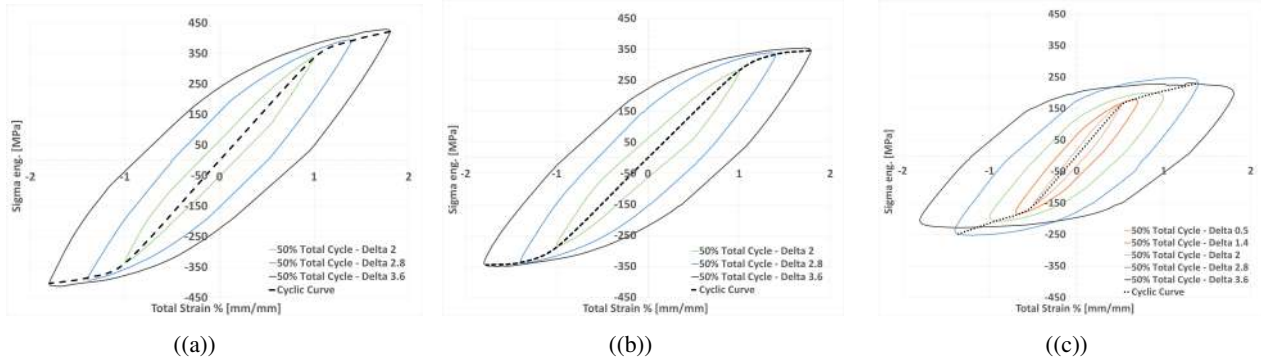 450
350
250
150
50
-50
-150
-250
-350
-450
-2
-1
0
1
2
Sigma eng. [MPa]
50% Total Cycle - Delta 2
50% Total Cycle - Delta 2.8
50% Total Cycle - Delta 3.6
Cyclic Curve
Total Strain % [mm/mm]
((a))
450
350
250
150
50
-50
-150
-250
-350
-450
-2
-1
0
1
2
Sigma eng. [MPa]
50% Total Cycle - Delta 2
50% Total Cycle - Delta 2.8
50% Total Cycle - Delta 3.6
Cyclic Curve
Total Strain % [mm/mm]
((b))
450
350
250
150
50
-50
-150
-250
-350
-450
-2
-1
0
1
2
Sigma eng. [MPa]
50% Total Cycle - Delta 0.5
50% Total Cycle - Delta 1.4
50% Total Cycle - Delta 2
50% Total Cycle - Delta 2.8
50% Total Cycle - Delta 3.6
Cyclic Curve
Total Strain % [mm/mm]
((c))